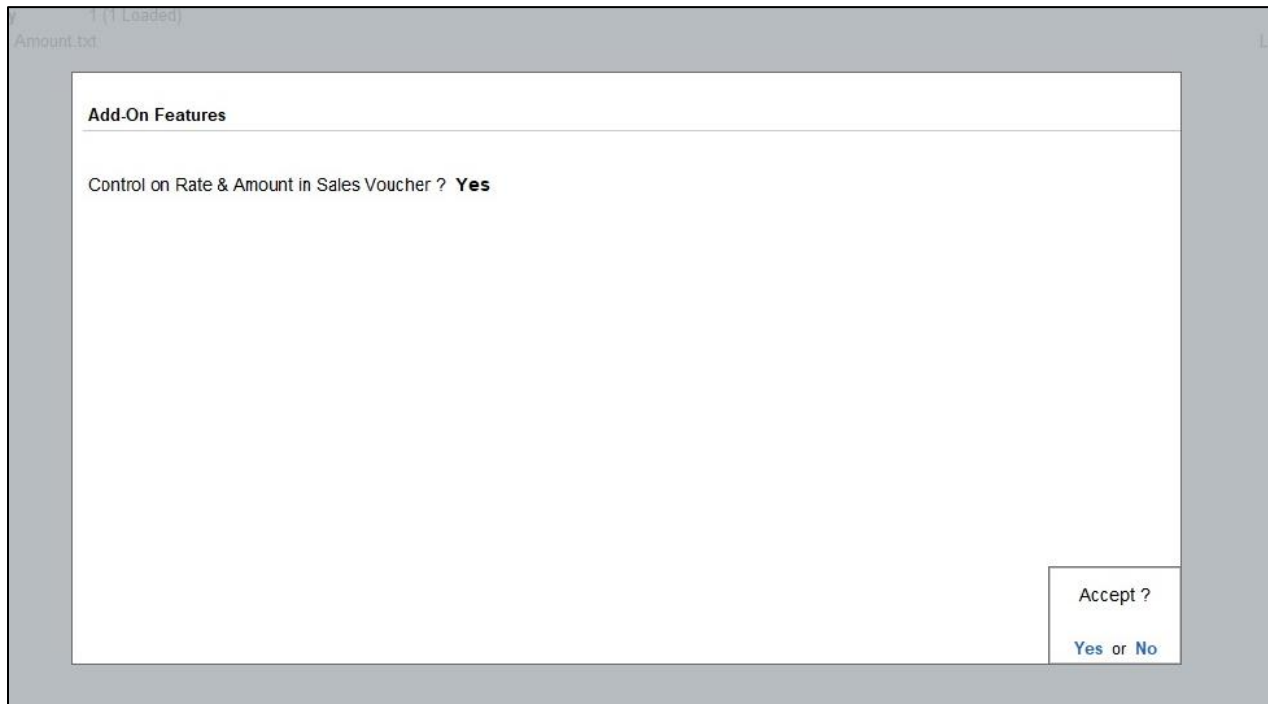 1 (1 Loaded)
Amount.txt
Add-On Features
Control on Rate & Amount in Sales Voucher ? Yes
Accept ?
Yes or No